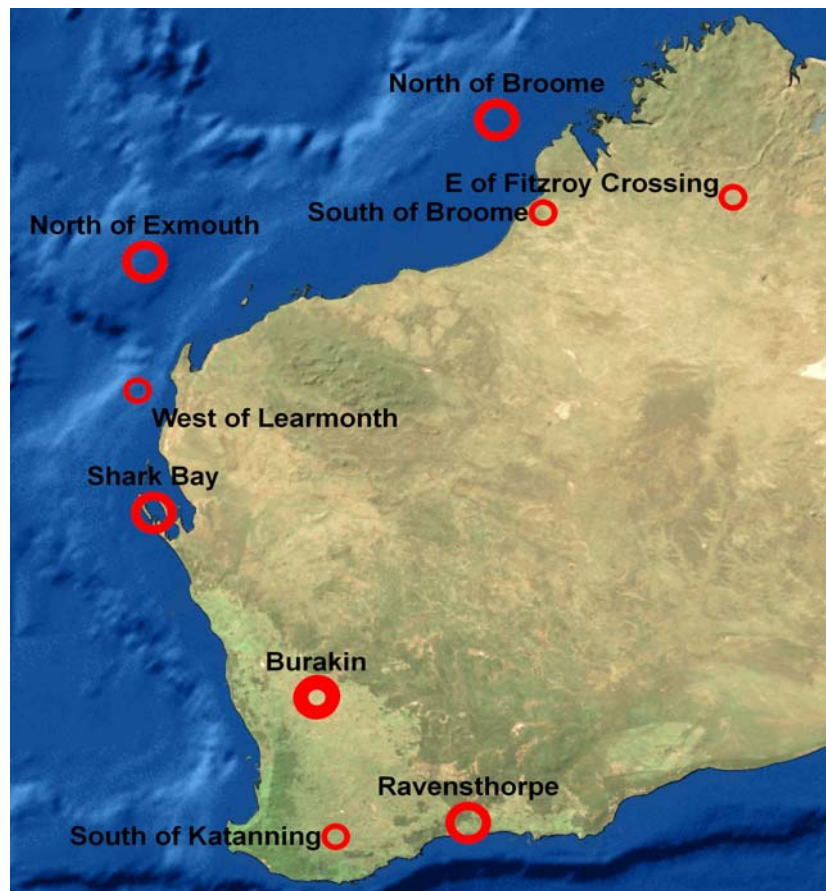 North of Broome
E of Fitzroy Crossing
South of Broome
North of Exmouth
West of Learmonth
Shark Bay
Burakin
Ravensthorpe
South of Katanning